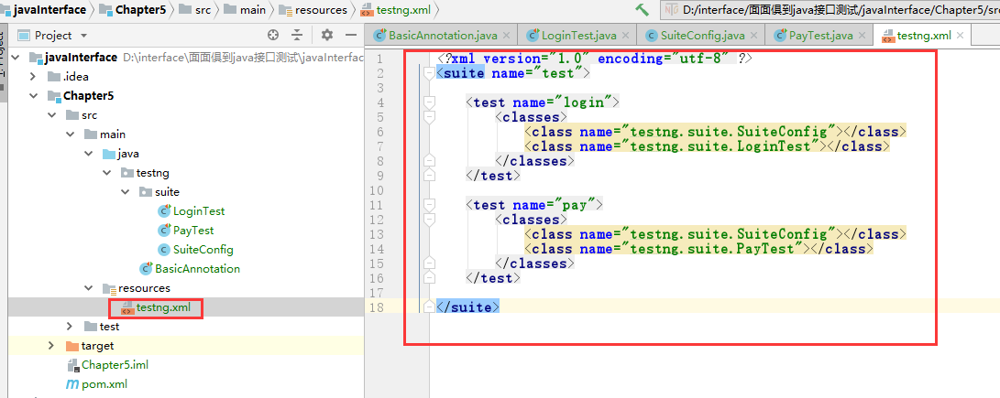 javaInterface Chapter5 src main resources testng.xml D:/interface/面面俱到java接口测试/javaInterface/Chapter5/src
Project
BasicAnnotation.java LoginTest.java SuiteConfig.java PayTest.java testng.xml
javaInterface D:\interface\面面俱到java接口测试\javaInterface
.idea
Chapter5
src
main
java
testng
suite
LoginTest
PayTest
SuiteConfig
BasicAnnotation
resources
testng.xml
test
target
Chapter5.iml
pom.xml
1 <?xml version="1.0" encoding="utf-8" ?>
2 <suite name="test">
3
4 <test name="login">
5 <classes>
6 <class name="testng.suite.SuiteConfig"></class>
7 <class name="testng.suite.LoginTest"></class>
8 </classes>
9 </test>
10
11 <test name="pay">
12 <classes>
13 <class name="testng.suite.SuiteConfig"></class>
14 <class name="testng.suite.PayTest"></class>
15 </classes>
16 </test>
17
18 </suite>